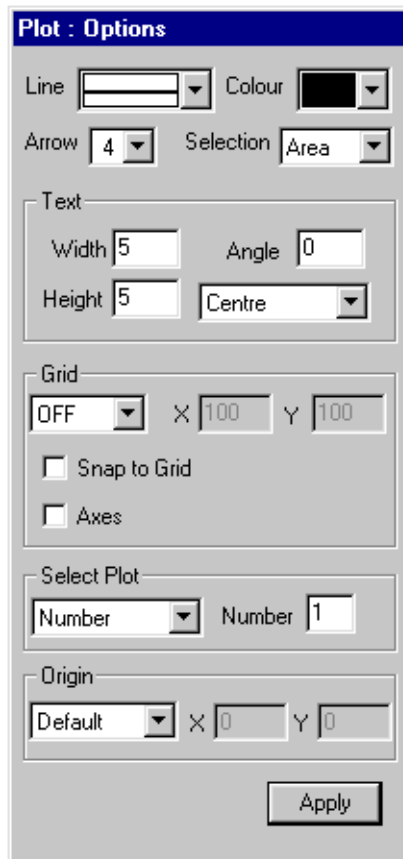 Plot : Options
Line Colour
Arrow 4 Selection Area
Text
Width 5 Angle 0
Height 5 Centre
Grid
OFF X 100 Y 100
Snap to Grid
Axes
Select Plot
Number Number 1
Origin
Default X 0 Y 0
Apply